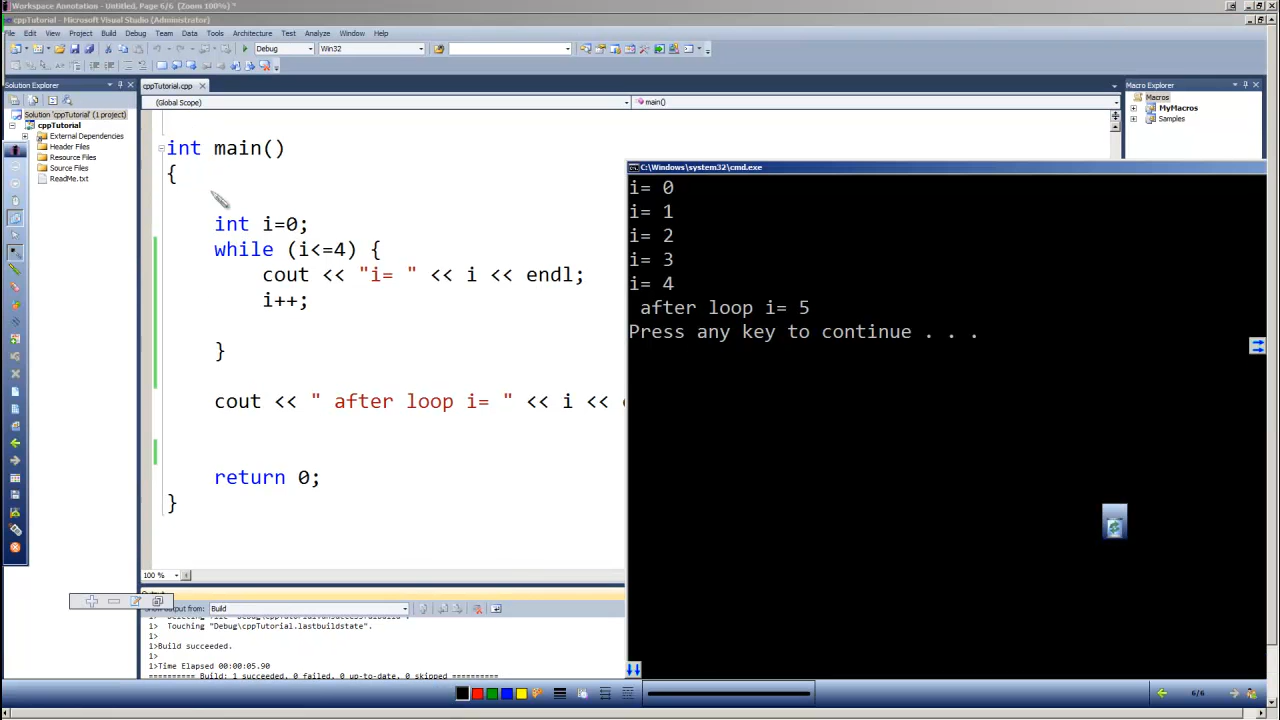 Workspace Annotation - Untitled, Page 6/6 (Zoom 100%) *
cppTutorial - Microsoft Visual Studio (Administrator)
File Edit View Project Build Debug Team Data Tools Architecture Test Analyze Window Help
Debug Win32
Solution Explorer
Solution 'cppTutorial' (1 project)
cppTutorial
External Dependencies
Header Files
Resource Files
Source Files
ReadMe.txt
cppTutorial.cpp
(Global Scope) main()
int main()
{
int i=0;
while (i<=4) {
cout << "i= " << i << endl;
i++;
}
cout << " after loop i= " << i <<
return 0;
}
100 %
Macro Explorer
Macros
MyMacros
Samples
C:\Windows\system32\cmd.exe
i= 0
i= 1
i= 2
i= 3
i= 4
after loop i= 5
Press any key to continue . . .
Output
Show output from: Build
1> Touching "Debug\cppTutorial.lastbuildstate".
1>
1>Build succeeded.
1>
1>Time Elapsed 00:00:05.90
========== Build: 1 succeeded, 0 failed, 0 up-to-date, 0 skipped ==========
6/6